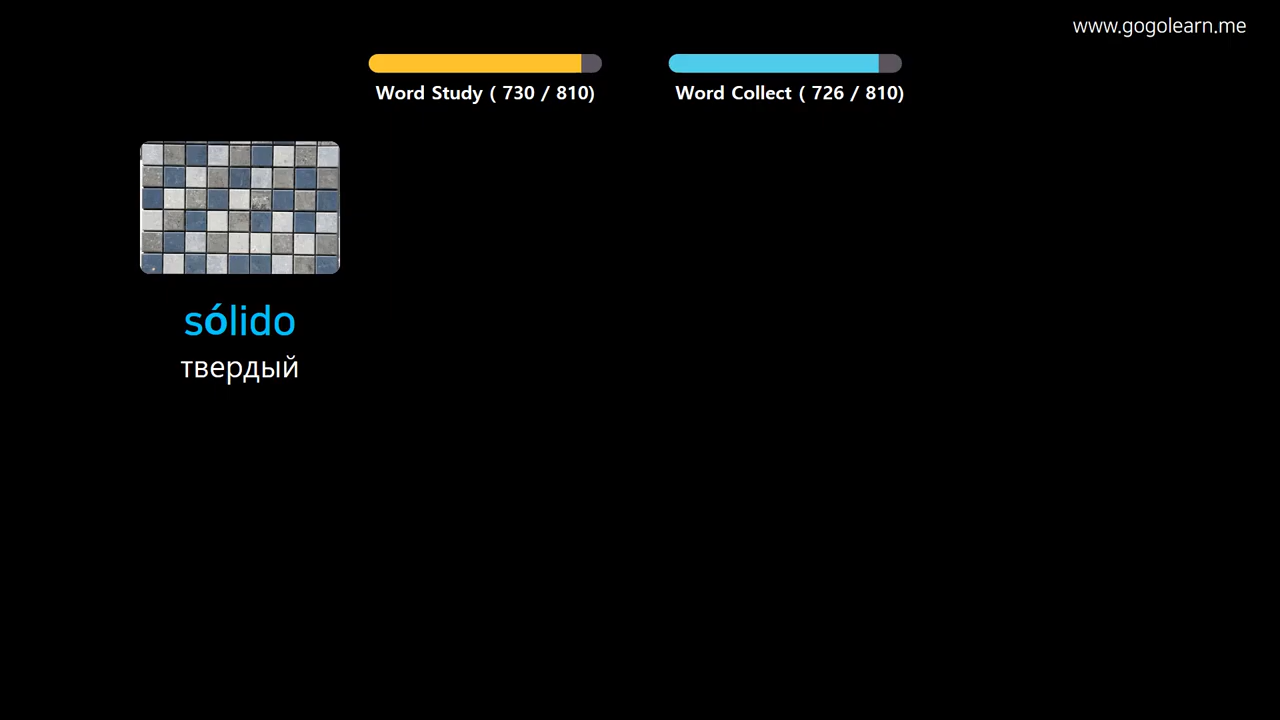 www.gogolearn.me
Word Study ( 730 / 810)
Word Collect ( 726 / 810)
sólido
твердый